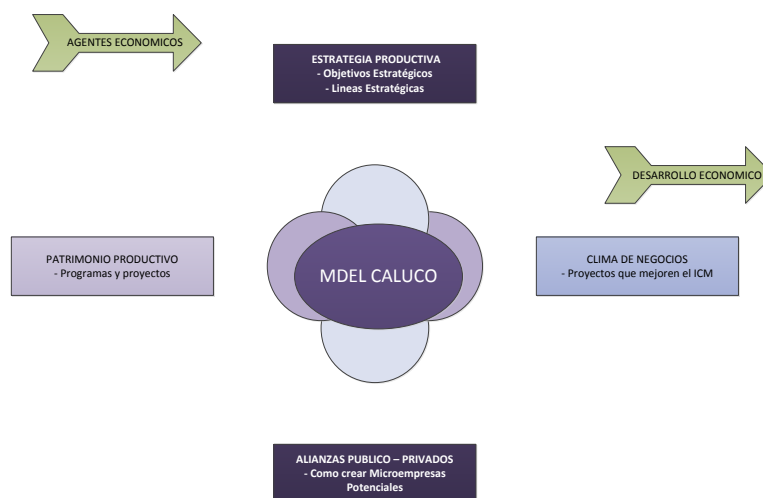 AGENTES ECONOMICOS
ESTRATEGIA PRODUCTIVA
- Objetivos Estratégicos
- Lineas Estratégicas
DESARROLLO ECONOMICO
PATRIMONIO PRODUCTIVO
- Programas y proyectos
MDEL CALUCO
CLIMA DE NEGOCIOS
- Proyectos que mejoren el ICM
ALIANZAS PUBLICO – PRIVADOS
- Como crear Microempresas
Potenciales